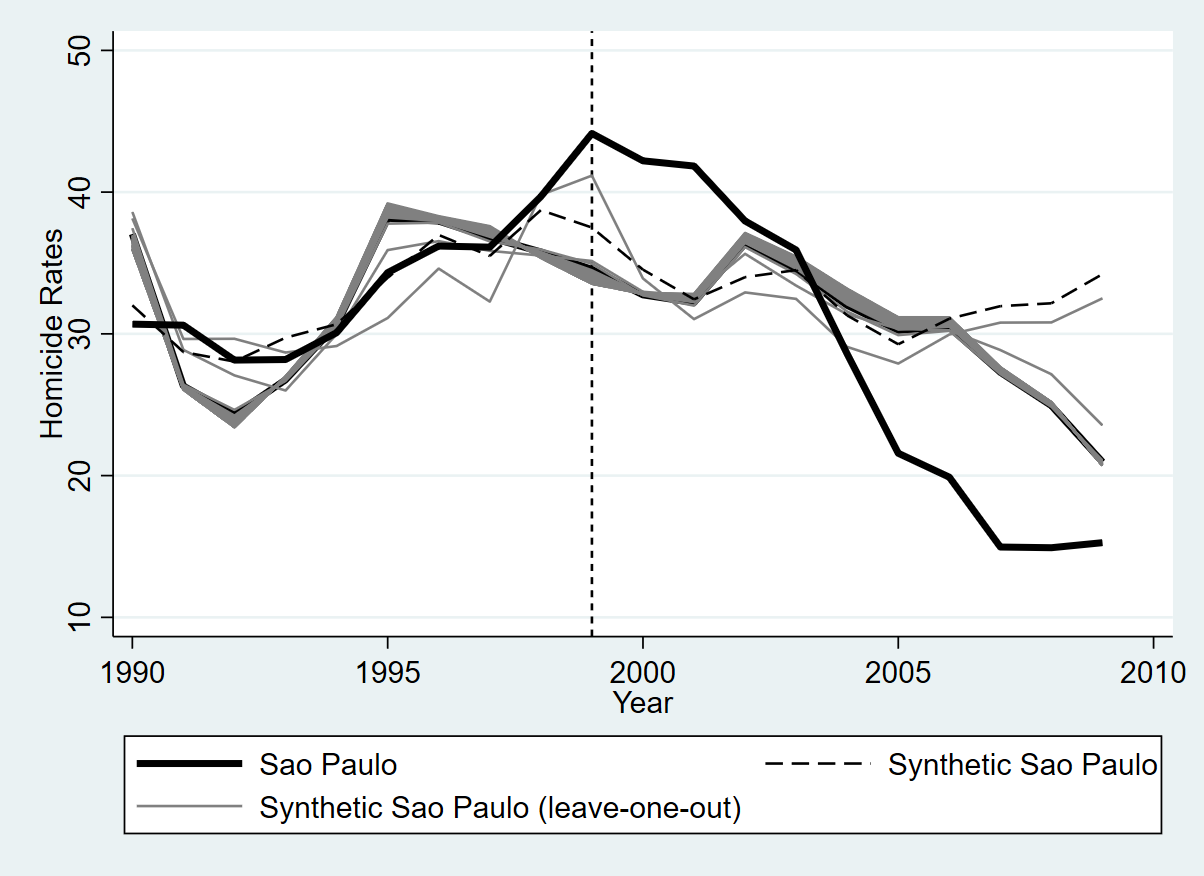 50
40
30
20
10
Homicide Rates
1990 1995 2000 2005 2010
Year
Sao Paulo Synthetic Sao Paulo
Synthetic Sao Paulo (leave-one-out)